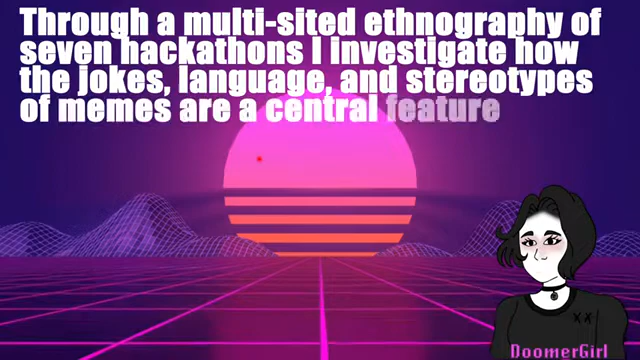 Through a multi-sited ethnography of
seven hackathons I investigate how
the jokes, language, and stereotypes
of memes are a central feature
DoomerGirl